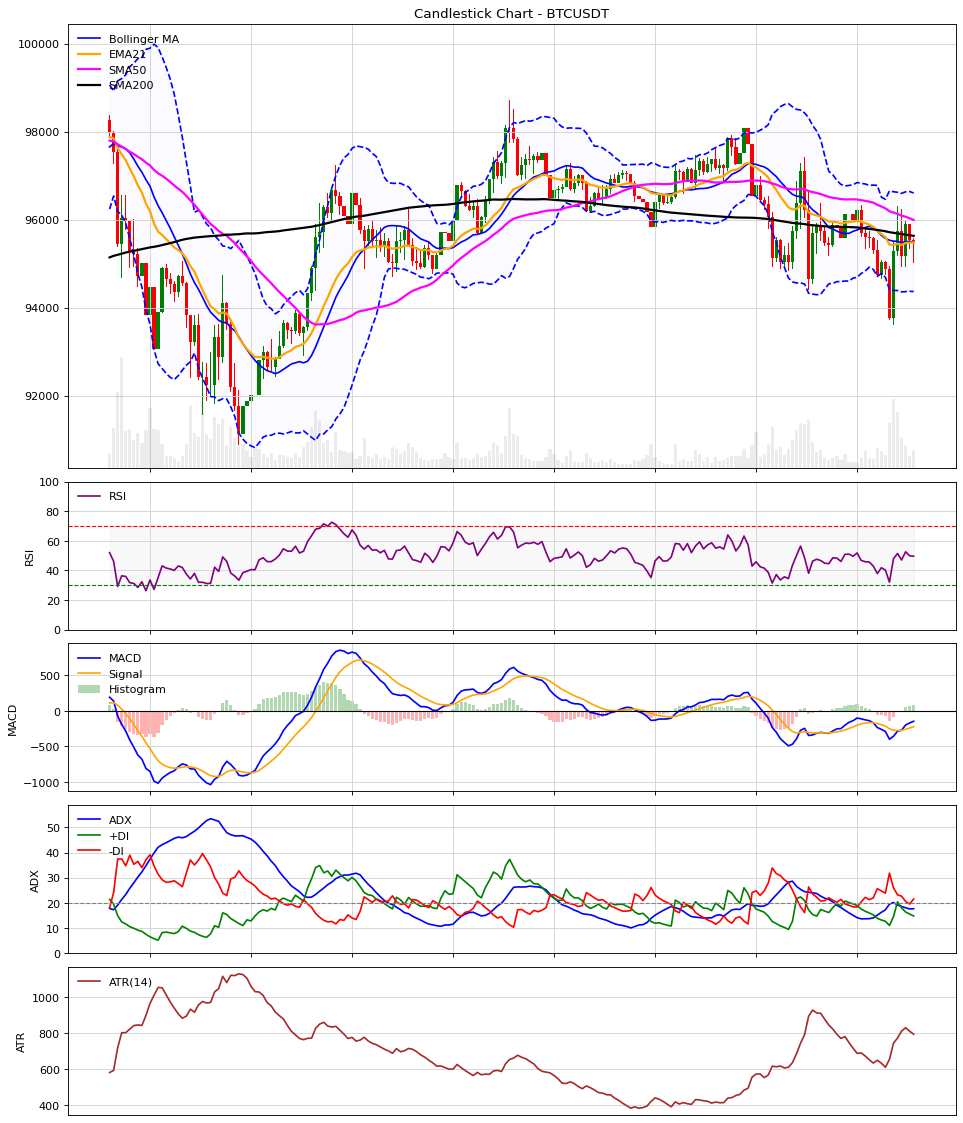 Candlestick Chart - BTCUSDT
Bollinger MA
EMA21
SMA50
SMA200
100000
98000
96000
94000
92000
RSI
RSI
100
80
60
40
20
0
MACD
MACD
Signal
Histogram
500
0
−500
−1000
ADX
ADX
+DI
-DI
50
40
30
20
10
0
ATR
ATR(14)
1000
800
600
400